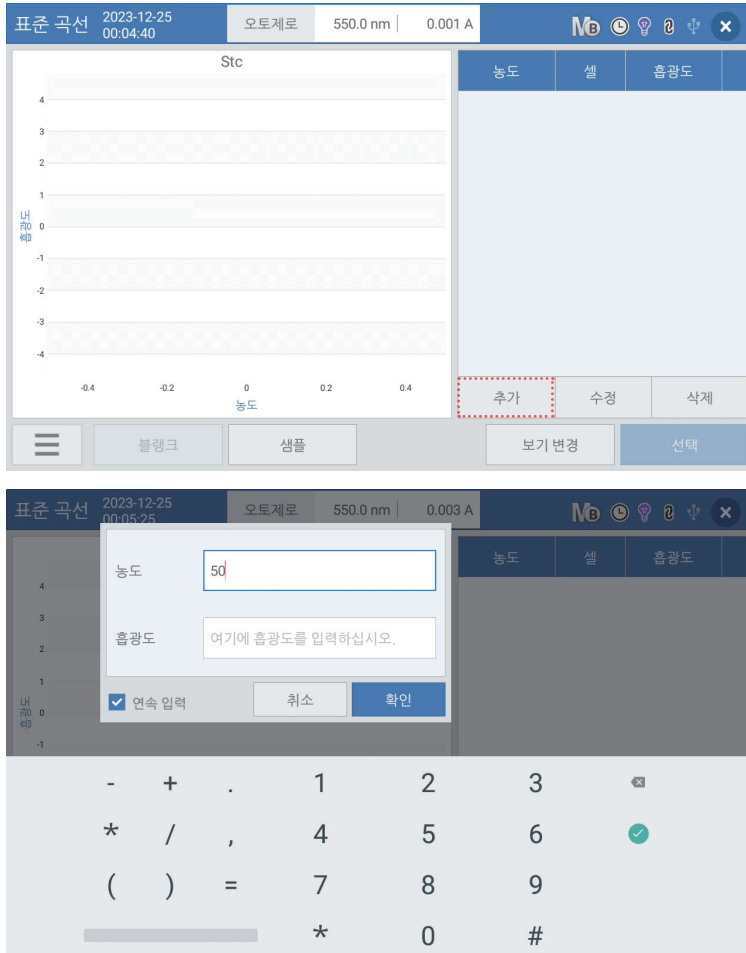 표준 곡선 2023-12-25 00:04:40 오토제로 550.0 nm 0.001 A MB
Stc
4
3
2
1
0
-1
-2
-3
-4
흡광도
-0.4 -0.2 0 0.2 0.4
농도
농도 셀 흡광도
추가 수정 삭제
블랭크 샘플 보기 변경 선택
표준 곡선 2023-12-25 00:05:25 오토제로 550.0 nm 0.003 A MB
농도 50
흡광도 여기에 흡광도를 입력하십시오.
연속 입력 취소 확인
농도 셀 흡광도
4
3
2
1
0
-1
흡광도
- + . 1 2 3
* / , 4 5 6
( ) = 7 8 9
* 0 #